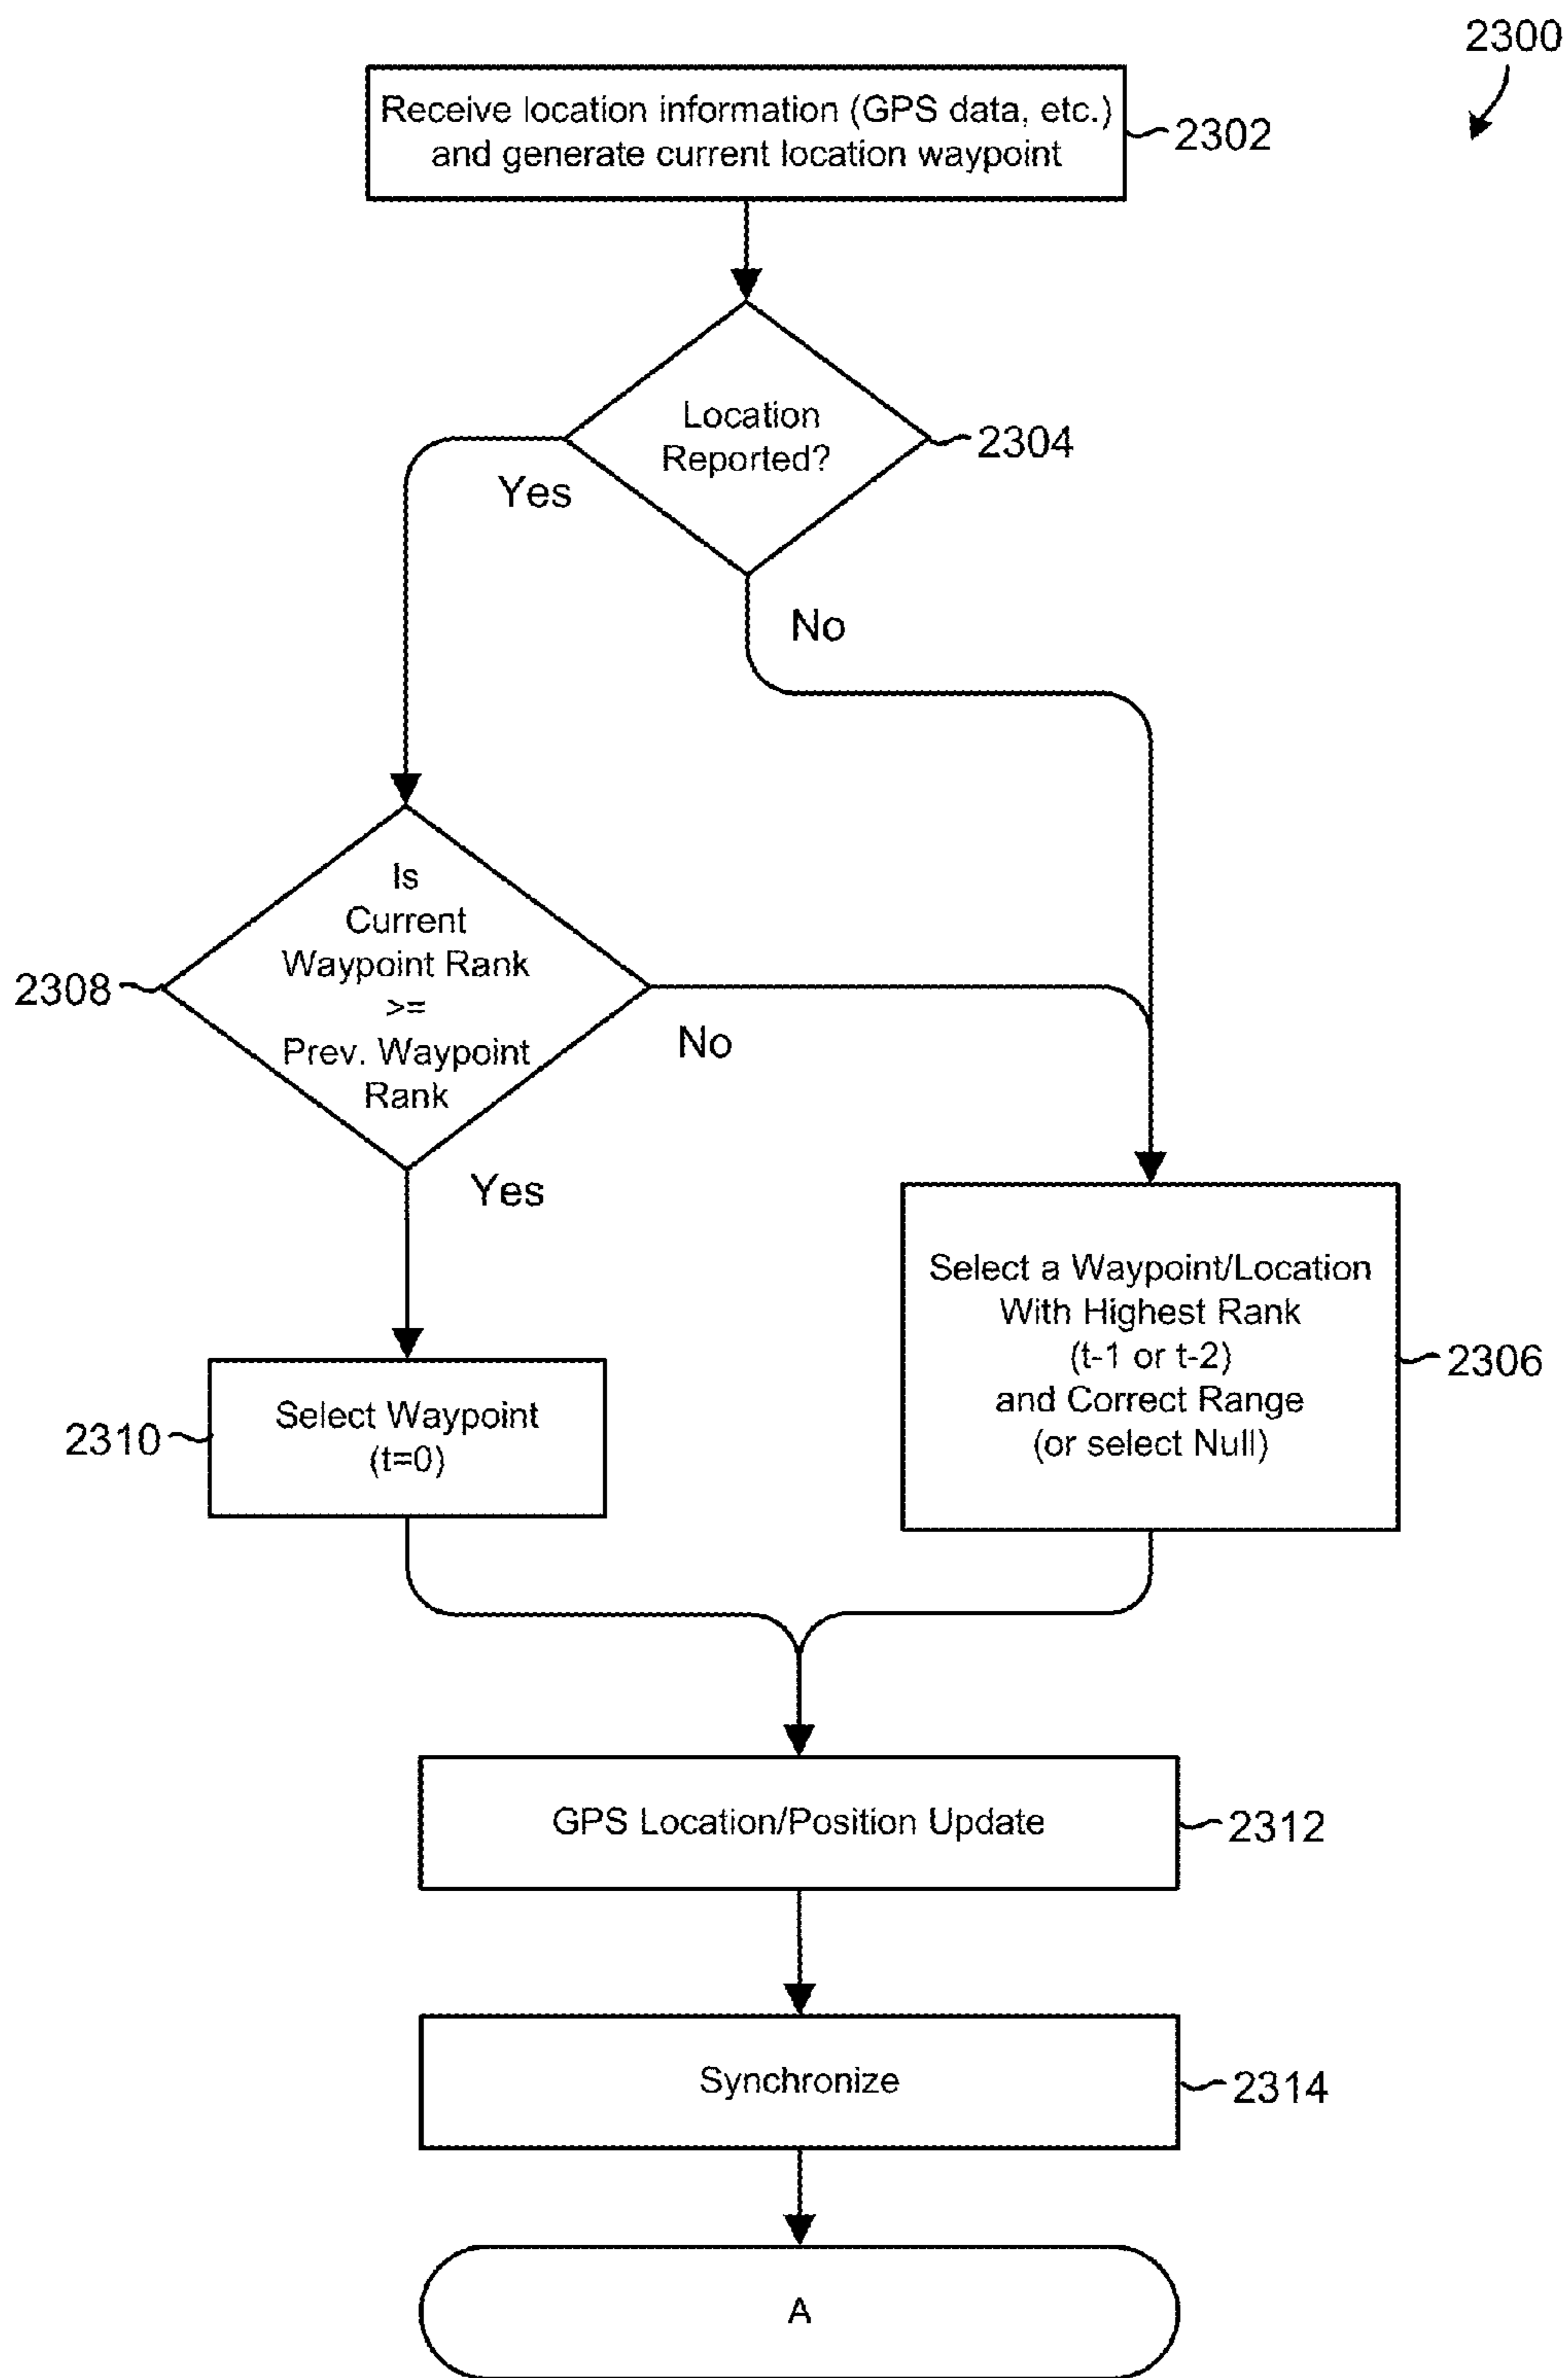 2300
Receive location information (GPS data, etc.)
and generate current location waypoint
2302
Location
Reported?
2304
Yes
No
Is
Current
Waypoint Rank
>=
Prev. Waypoint
Rank
2308
No
Yes
Select a Waypoint/Location
With Highest Rank
(t-1 or t-2)
and Correct Range
(or select Null)
2306
Select Waypoint
(t=0)
2310
GPS Location/Position Update
2312
Synchronize
2314
A